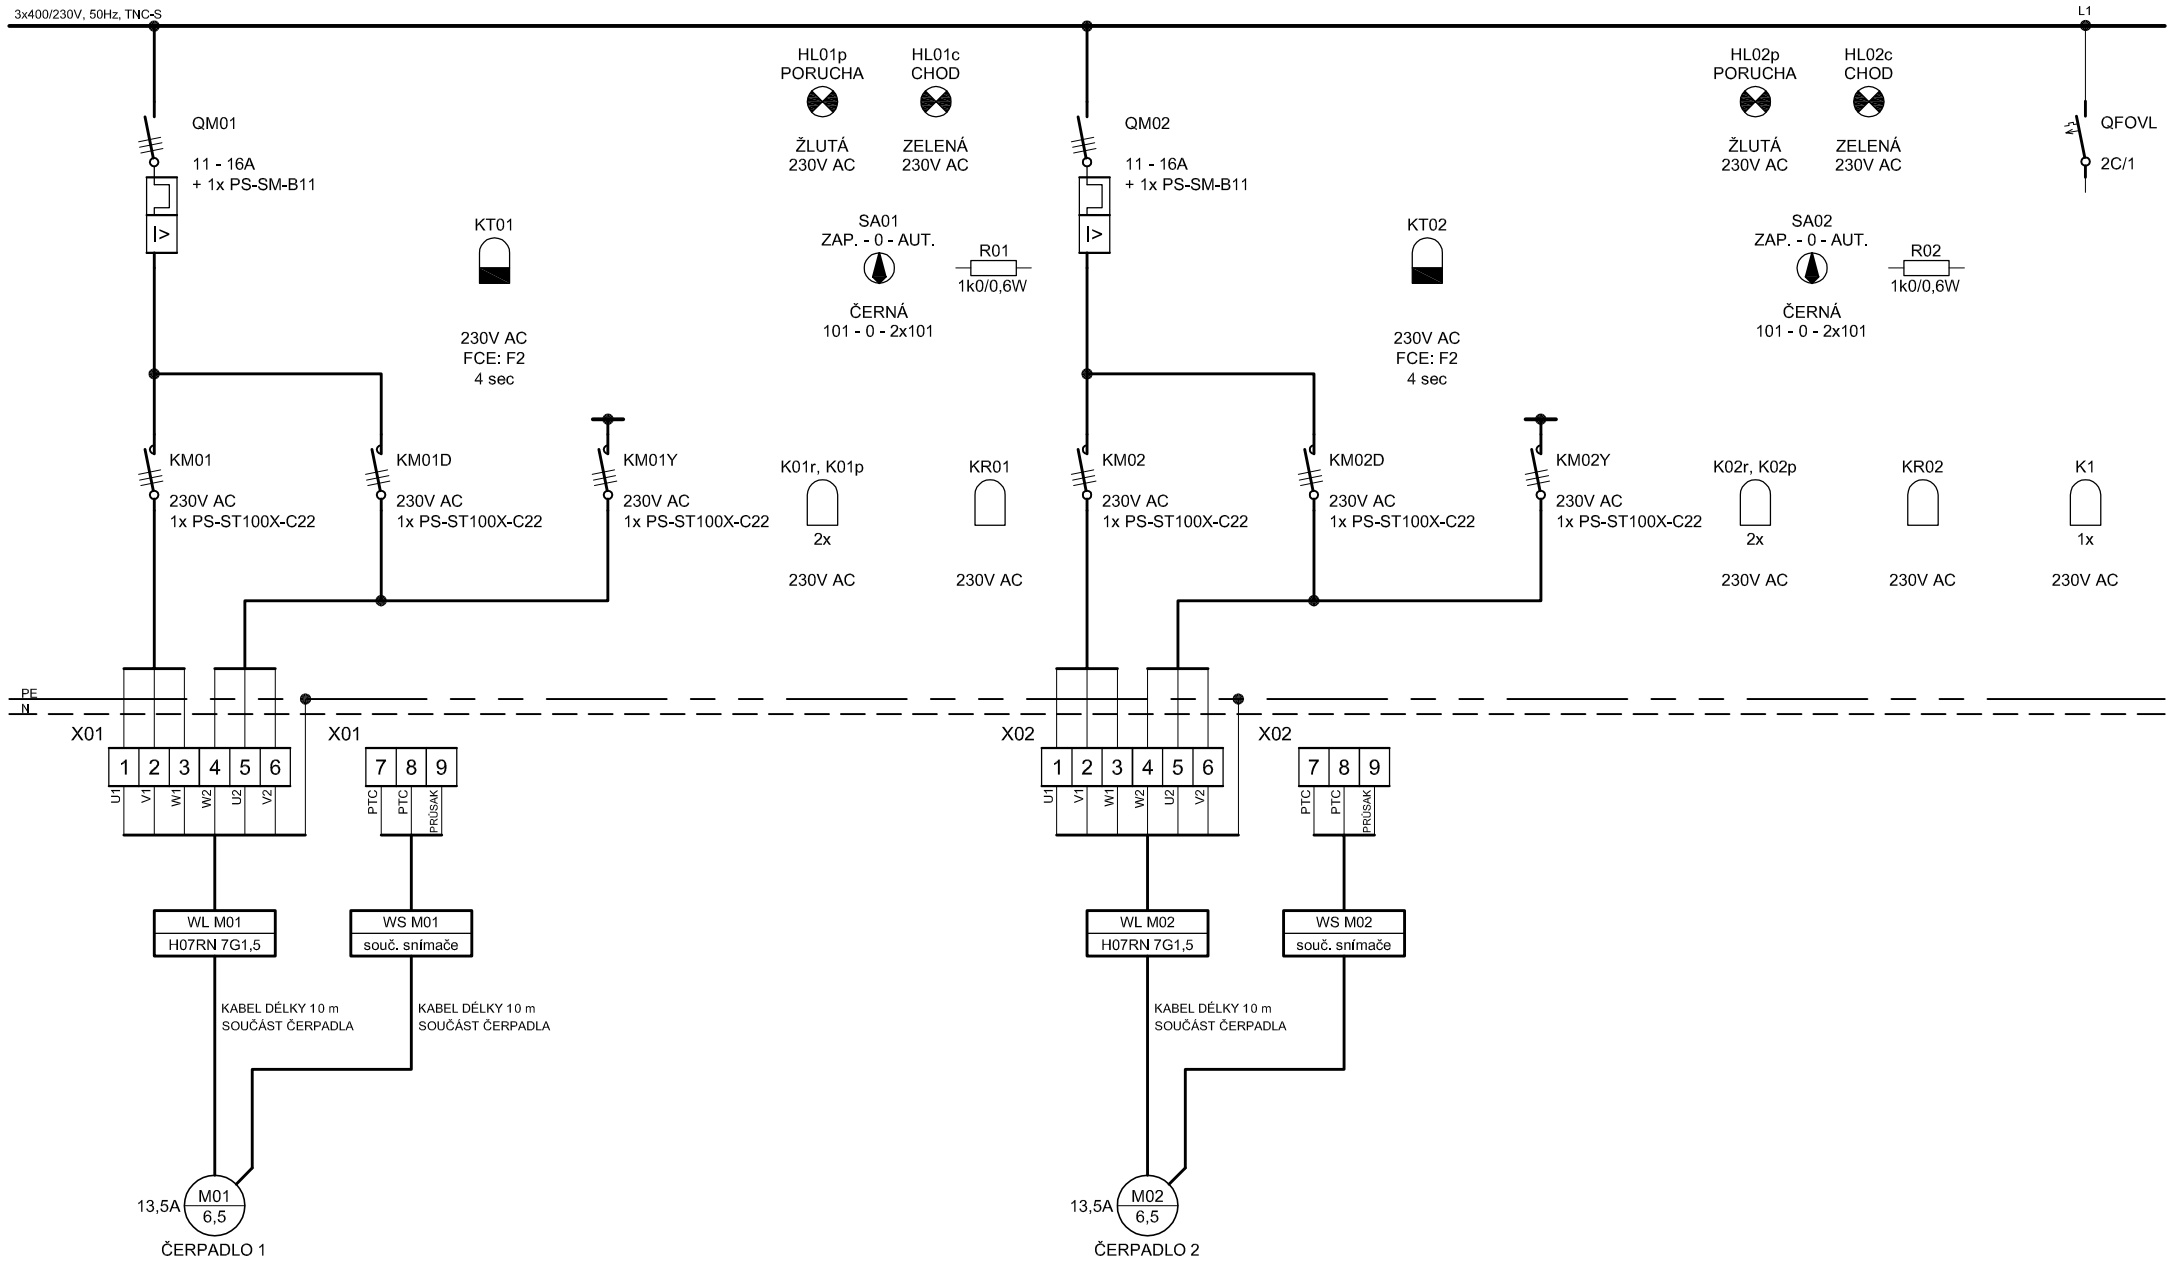 3x400/230V, 50Hz, TNC-S
L1
HL01p
PORUCHA
ŽLUTÁ
230V AC
HL01c
CHOD
ZELENÁ
230V AC
HL02p
PORUCHA
ŽLUTÁ
230V AC
HL02c
CHOD
ZELENÁ
230V AC
QM01
11 - 16A
+ 1x PS-SM-B11
QM02
11 - 16A
+ 1x PS-SM-B11
QFOVL
2C/1
KT01
230V AC
FCE: F2
4 sec
SA01
ZAP. - 0 - AUT.
ČERNÁ
101 - 0 - 2x101
R01
1k0/0,6W
KT02
230V AC
FCE: F2
4 sec
SA02
ZAP. - 0 - AUT.
ČERNÁ
101 - 0 - 2x101
R02
1k0/0,6W
KM01
230V AC
1x PS-ST100X-C22
KM01D
230V AC
1x PS-ST100X-C22
KM01Y
230V AC
1x PS-ST100X-C22
K01r, K01p
2x
230V AC
KR01
230V AC
KM02
230V AC
1x PS-ST100X-C22
KM02D
230V AC
1x PS-ST100X-C22
KM02Y
230V AC
1x PS-ST100X-C22
K02r, K02p
2x
230V AC
KR02
230V AC
K1
1x
230V AC
PE
N
X01
1 2 3 4 5 6
U1 V1 W1 W2 U2 V2
X01
7 8 9
PTC PTC PRŮSAK
X02
1 2 3 4 5 6
U1 V1 W1 W2 U2 V2
X02
7 8 9
PTC PTC PRŮSAK
WL M01
H07RN 7G1,5
WS M01
souč. snímače
WL M02
H07RN 7G1,5
WS M02
souč. snímače
KABEL DÉLKY 10 m
SOUČÁST ČERPADLA
KABEL DÉLKY 10 m
SOUČÁST ČERPADLA
KABEL DÉLKY 10 m
SOUČÁST ČERPADLA
13,5A
M01
6,5
ČERPADLO 1
13,5A
M02
6,5
ČERPADLO 2
I>
I>